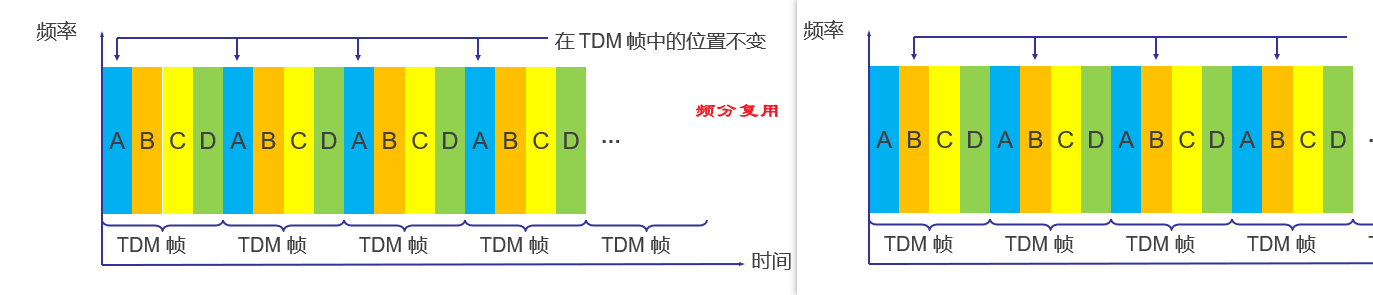 频率
在 TDM 帧中的位置不变
频分复用
A B C D A B C D A B C D A B C D ...
TDM 帧 TDM 帧 TDM 帧 TDM 帧 TDM 帧
时间
频率
A B C D A B C D A B C D A B C D
TDM 帧 TDM 帧 TDM 帧 TDM 帧